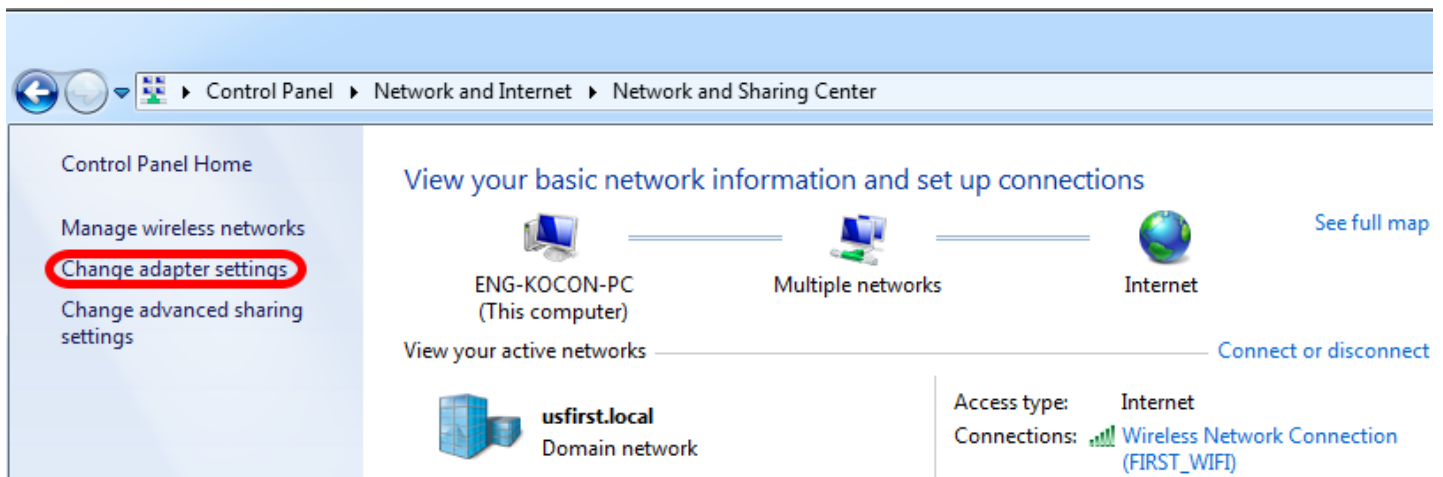 Control Panel ▸ Network and Internet ▸ Network and Sharing Center
Control Panel Home
Manage wireless networks
Change adapter settings
Change advanced sharing
settings
View your basic network information and set up connections
See full map
ENG-KOCON-PC
(This computer)
Multiple networks
Internet
View your active networks
Connect or disconnect
usfirst.local
Domain network
Access type: Internet
Connections: Wireless Network Connection
(FIRST_WIFI)